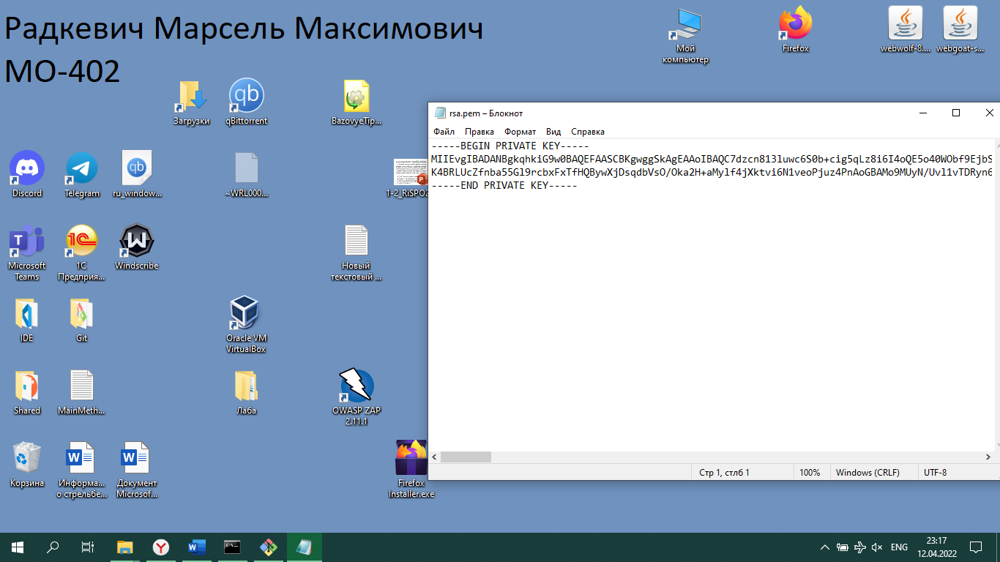 Радкевич Марсель Максимович
МО-402
Мой компьютер
Firefox
webwolf-8....
webgoat-s...
Загрузки
qBittorrent
BazovyeTip...
rsa.pem – Блокнот
Файл Правка Формат Вид Справка
-----BEGIN PRIVATE KEY-----
MIIEvgIBADANBgkqhkiG9w0BAQEFAASCBKgwggSkAgEAAoIBAQC7dzcn813luwc6S0b+cig5qLz8i6I4oQE5o40WObf9EjbS
K4BRLUcZfnba55Gl9rcbxFxTfHQBywXjDsqdbVsO/Oka2H+aMylf4jXktvi6N1veoPjuz4PnAoGBAMo9MUyN/Uvl1vTDRyn6
-----END PRIVATE KEY-----
Discord
Telegram
ru_window...
~WRL000...
1-2_RiSPO2
Microsoft Teams
1С Предприя...
Windscribe
Новый текстовый ...
IDE
Git
Oracle VM VirtualBox
Shared
MainMeth...
Лаба
OWASP ZAP 2.11.1
Корзина
Информа... о стрельбе...
Документ Microsof...
Firefox Installer.exe
Стр 1, стлб 1
100%
Windows (CRLF)
UTF-8
ENG
23:17
12.04.2022